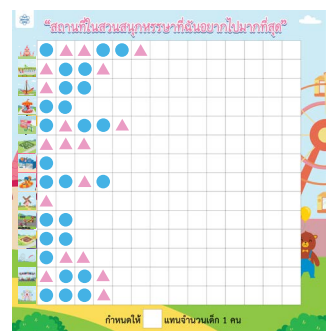 “สถานที่ในสวนสนุกหรรษาที่ฉันอยากไปมากที่สุด”
กำหนดให้ แทนจำนวนเด็ก 1 คน